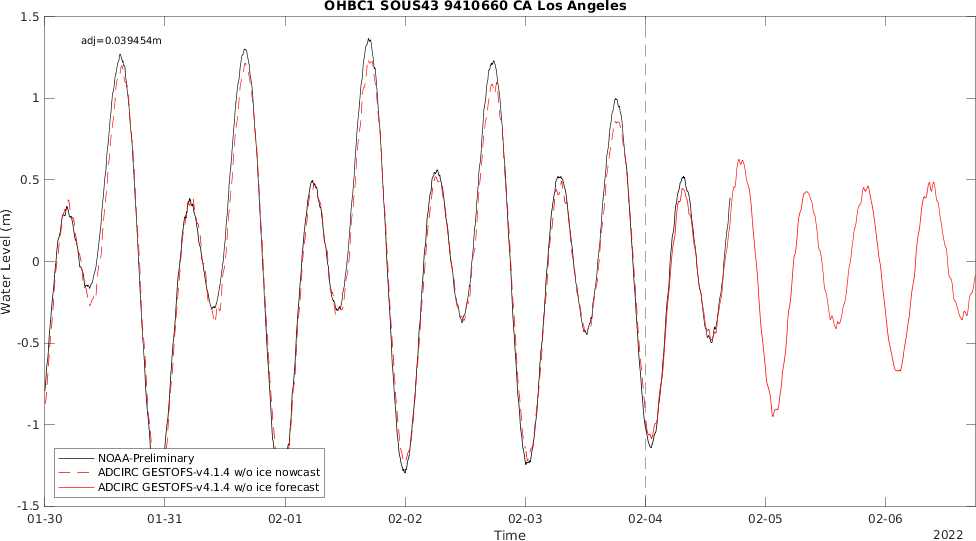 OHBC1 SOUS43 9410660 CA Los Angeles
adj=0.039454m
1.5
1
0.5
0
-0.5
-1
-1.5
Water Level (m)
NOAA-Preliminary
ADCIRC GESTOFS-v4.1.4 w/o ice nowcast
ADCIRC GESTOFS-v4.1.4 w/o ice forecast
01-30 01-31 02-01 02-02 02-03 02-04 02-05 02-06
Time
2022